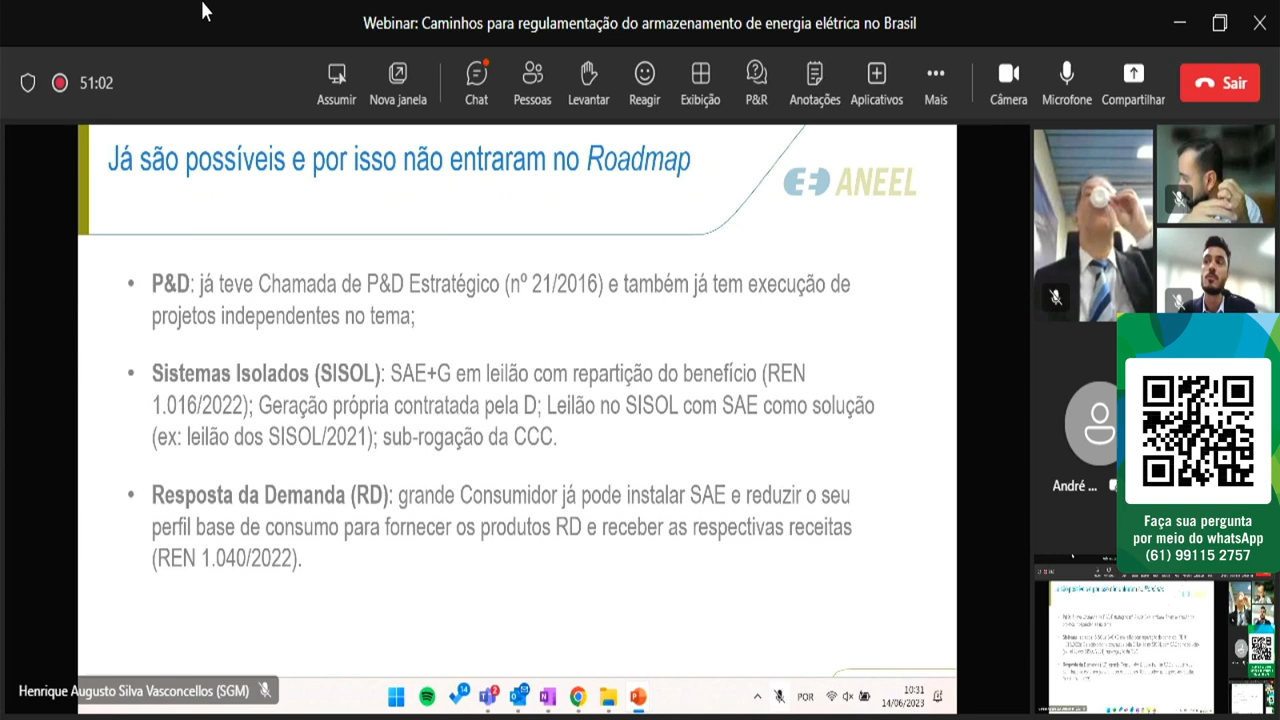 Webinar: Caminhos para regulamentação do armazenamento de energia elétrica no Brasil
51:02
Assumir
Nova janela
Chat
Pessoas
Levantar
Reagir
Exibição
P&R
Anotações
Aplicativos
Mais
Câmera
Microfone
Compartilhar
Sair
Já são possíveis e por isso não entraram no Roadmap
ANEEL
• P&D: já teve Chamada de P&D Estratégico (nº 21/2016) e também já tem execução de
projetos independentes no tema;
• Sistemas Isolados (SISOL): SAE+G em leilão com repartição do benefício (REN
1.016/2022); Geração própria contratada pela D; Leilão no SISOL com SAE como solução
(ex: leilão dos SISOL/2021); sub-rogação da CCC.
• Resposta da Demanda (RD): grande Consumidor já pode instalar SAE e reduzir o seu
perfil base de consumo para fornecer os produtos RD e receber as respectivas receitas
(REN 1.040/2022).
André ...
Faça sua pergunta
por meio do whatsApp
(61) 99115 2757
Henrique Augusto Silva Vasconcellos (SGM)
14
2
POR
10:31
14/06/2023